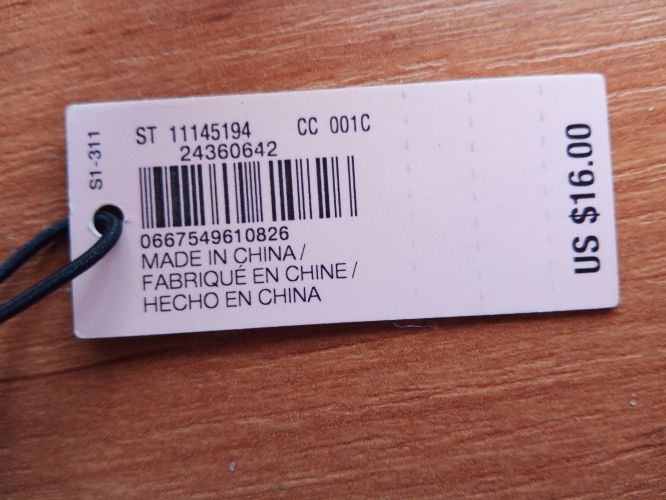 S1-311
ST 11145194 CC 001C
24360642
0667549610826
MADE IN CHINA /
FABRIQUÉ EN CHINE /
HECHO EN CHINA
US $16.00